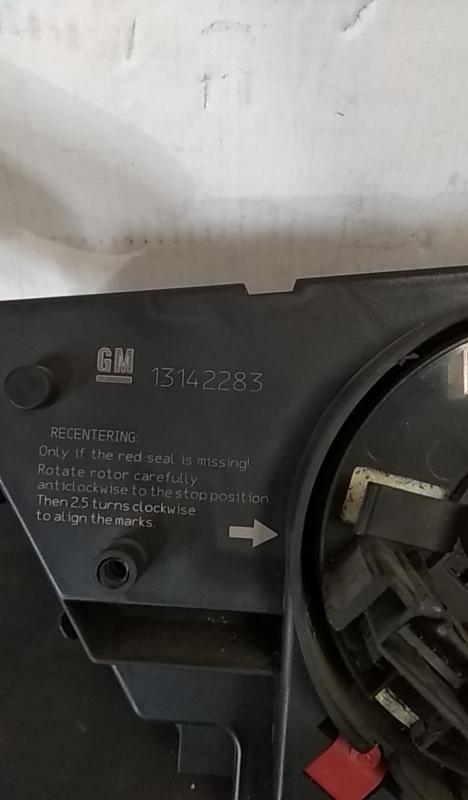 GM 13142283
RECENTERING:
Only if the red seal is missing!
Rotate rotor carefully
anticlockwise to the stop position.
Then 2.5 turns clockwise
to align the marks.